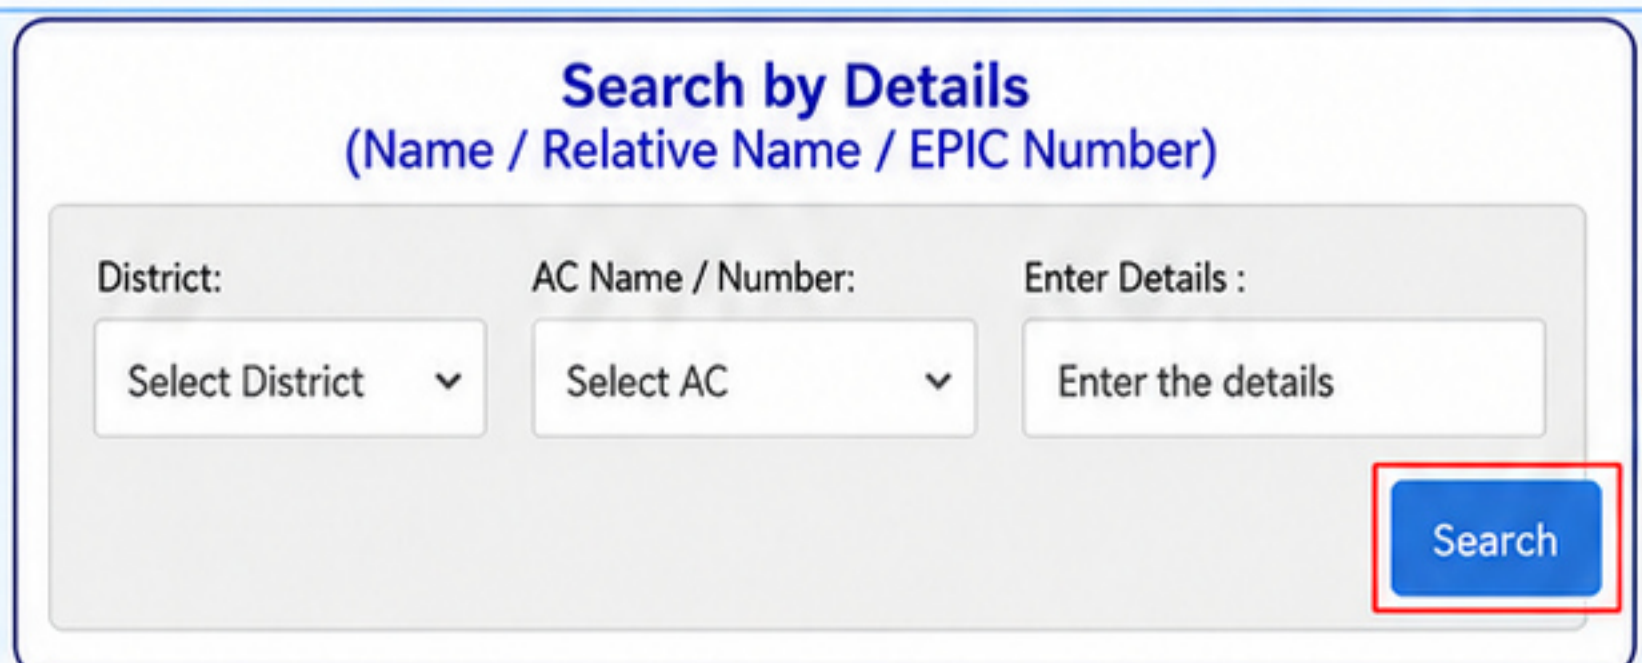 Search by Details
(Name / Relative Name / EPIC Number)
District: AC Name / Number: Enter Details :
Select District Select AC Enter the details
Search